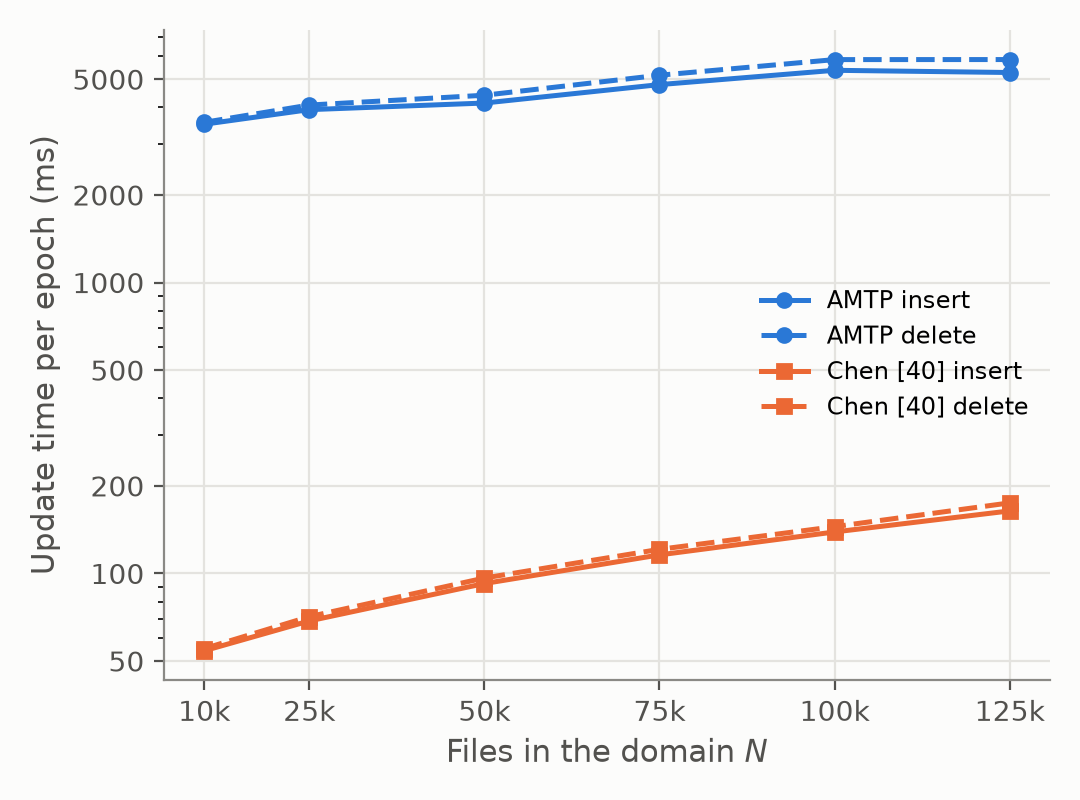 Update time per epoch (ms)
5000
2000
1000
500
200
100
50
AMTP insert
AMTP delete
Chen [40] insert
Chen [40] delete
10k 25k 50k 75k 100k 125k
Files in the domain N